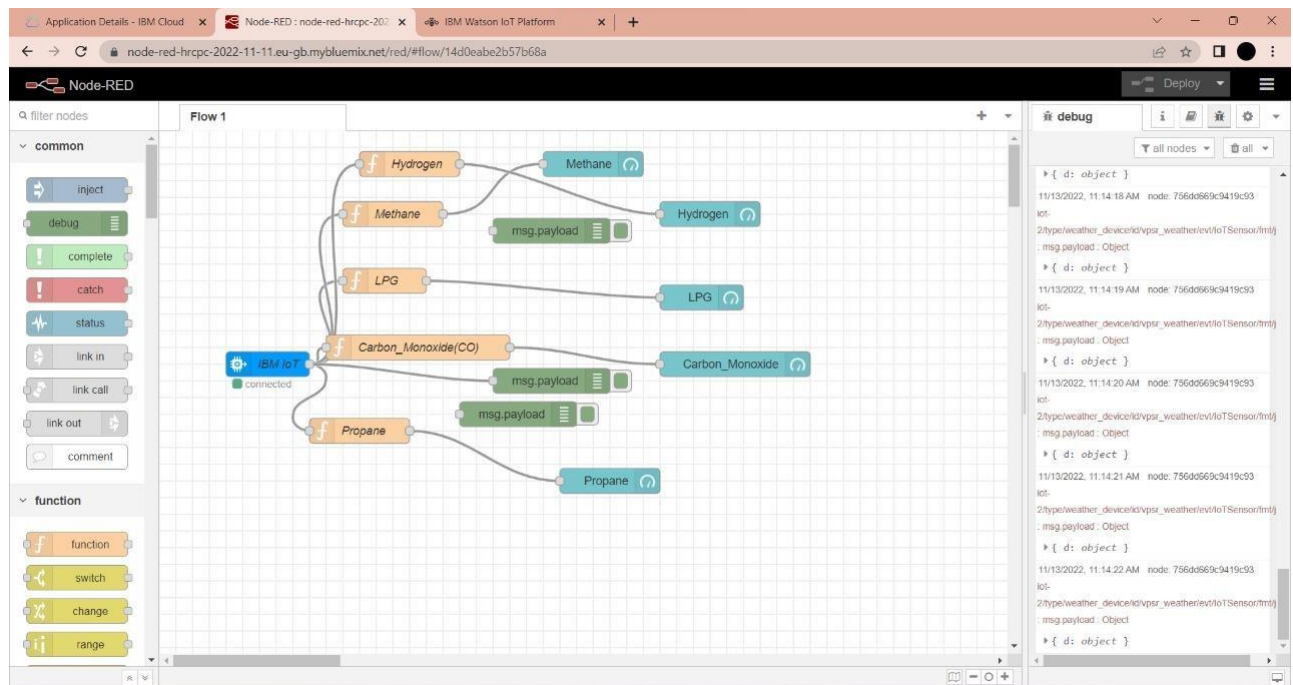 Application Details - IBM Cloud
Node-RED : node-red-hrcpc-202
IBM Watson IoT Platform
node-red-hrcpc-2022-11-11.eu-gb.mybluemix.net/red/#flow/14d0eabe2b57b68a
Node-RED
Deploy
filter nodes
Flow 1
debug
i
all nodes
all
common
inject
debug
complete
catch
status
link in
link call
link out
comment
function
function
switch
change
range
Hydrogen
Methane
Methane
Hydrogen
msg.payload
LPG
LPG
Carbon_Monoxide(CO)
Carbon_Monoxide
IBM IoT
connected
msg.payload
msg.payload
Propane
Propane
{ d: object }
11/13/2022, 11:14:18 AM node: 756dd669c9419c93
iot-
2/type/weather_device/id/vpsr_weather/evt/IoTSensor/fmt/j
: msg.payload : Object
{ d: object }
11/13/2022, 11:14:19 AM node: 756dd669c9419c93
iot-
2/type/weather_device/id/vpsr_weather/evt/IoTSensor/fmt/j
: msg.payload : Object
{ d: object }
11/13/2022, 11:14:20 AM node: 756dd669c9419c93
iot-
2/type/weather_device/id/vpsr_weather/evt/IoTSensor/fmt/j
: msg.payload : Object
{ d: object }
11/13/2022, 11:14:21 AM node: 756dd669c9419c93
iot-
2/type/weather_device/id/vpsr_weather/evt/IoTSensor/fmt/j
: msg.payload : Object
{ d: object }
11/13/2022, 11:14:22 AM node: 756dd669c9419c93
iot-
2/type/weather_device/id/vpsr_weather/evt/IoTSensor/fmt/j
: msg.payload : Object
{ d: object }